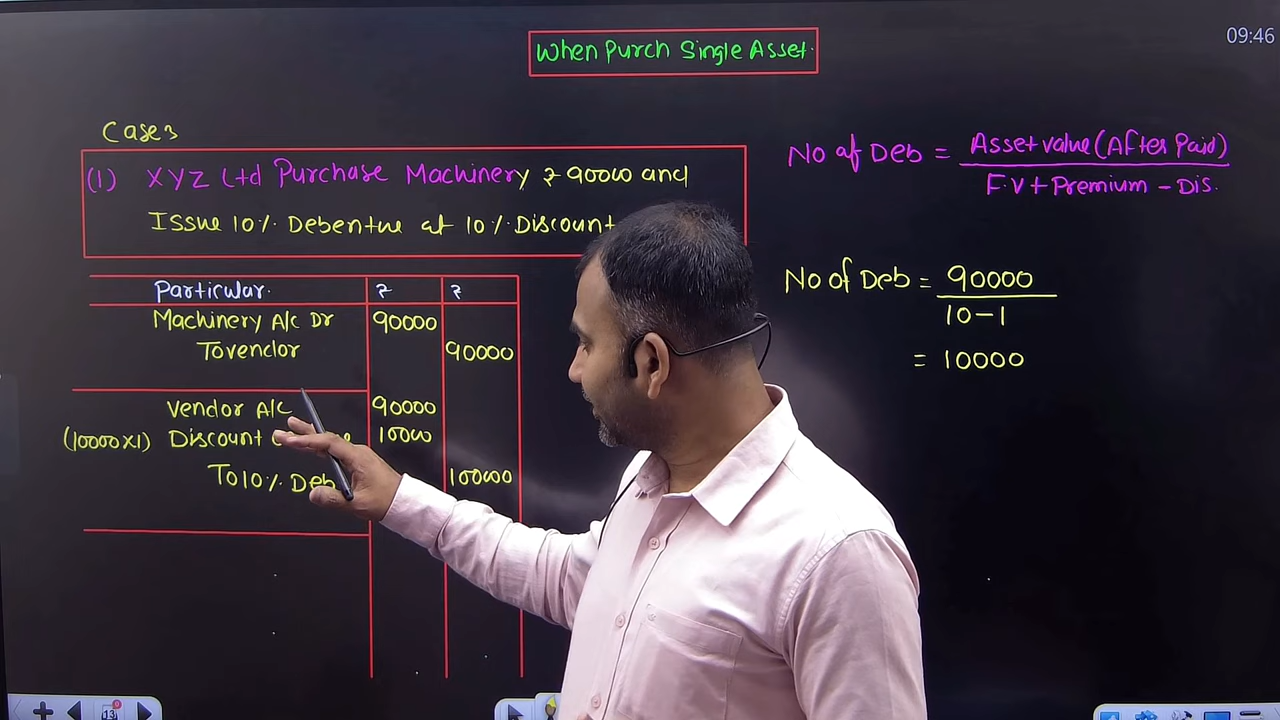 09:46
When Purch Single Asset.
Cases
(1) XYZ Ltd Purchase Machinery ₹ 90000 and
Issue 10% Debentue at 10% Discount
Particular. ₹ ₹
Machinery A/c Dr 90000
To vendor 90000
Vendor A/c 90000
(10000×1) Discount 10000
To 10% Deb 100000
No of Deb = Asset value (After Paid)
F.V + Premium - Dis.
No of Deb = 90000
10-1
= 10000
13